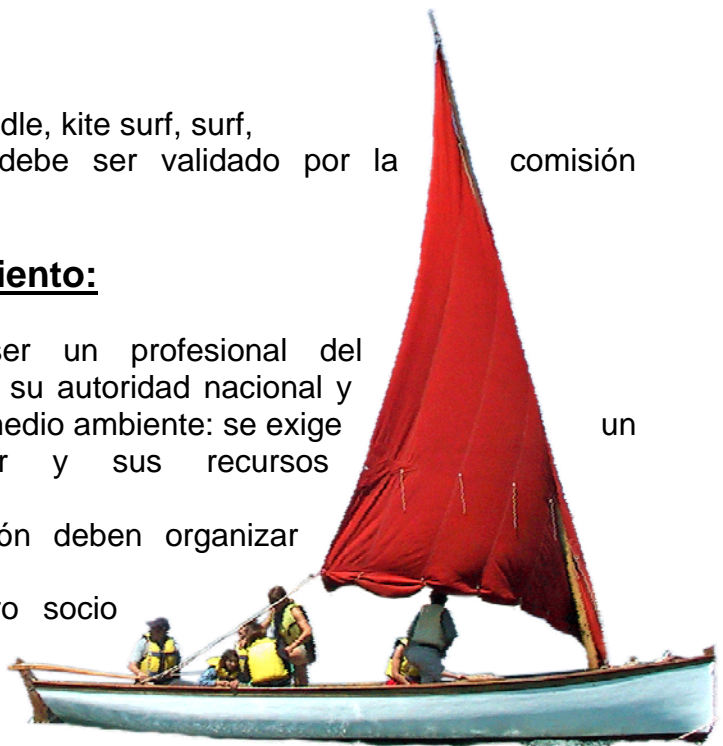 dle, kite surf, surf,
debe ser validado por la comisión
iento:
ser un profesional del
su autoridad nacional y
medio ambiente: se exige un
r y sus recursos
ón deben organizar
ro socio